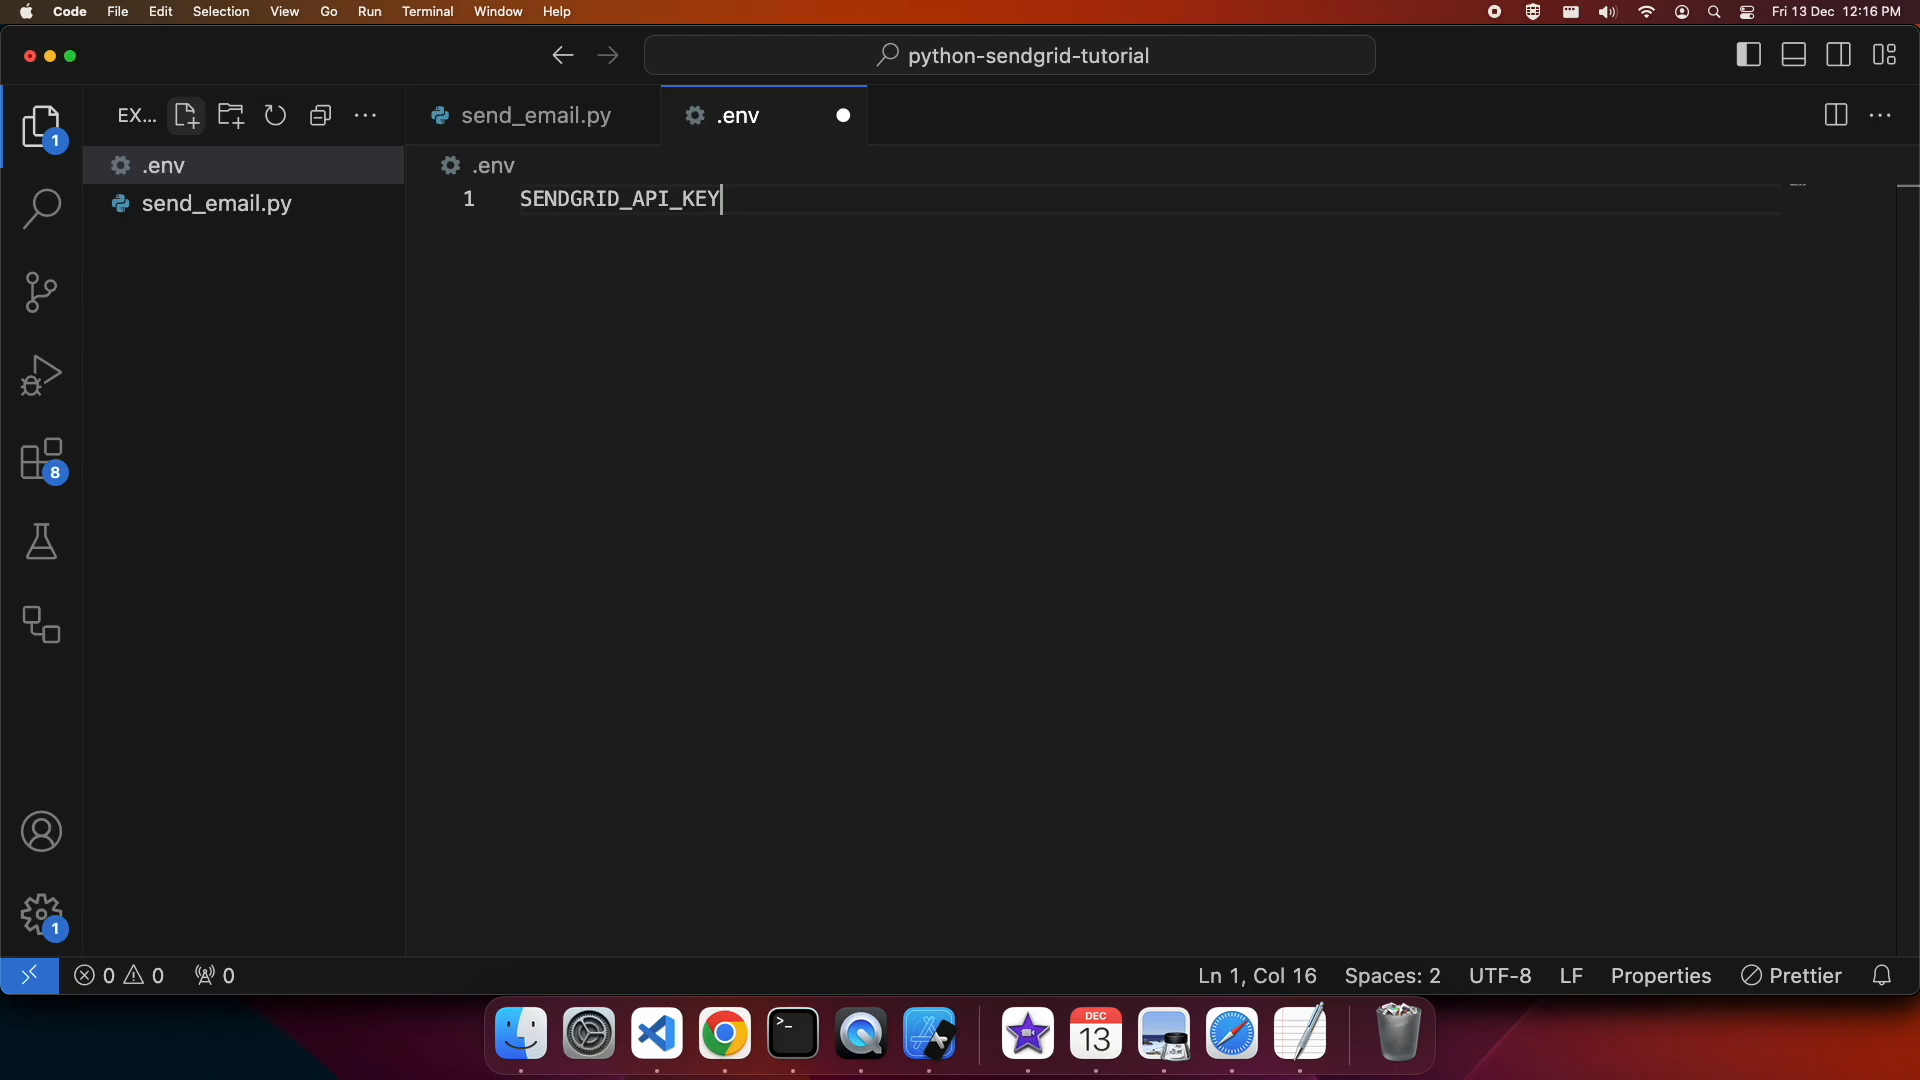 Code File Edit Selection View Go Run Terminal Window Help
Fri 13 Dec 12:16 PM
python-sendgrid-tutorial
1
EX...
send_email.py
.env
.env
send_email.py
.env
1 SENDGRID_API_KEY
8
1
0 0 0
Ln 1, Col 16 Spaces: 2 UTF-8 LF Properties Prettier
DEC
13